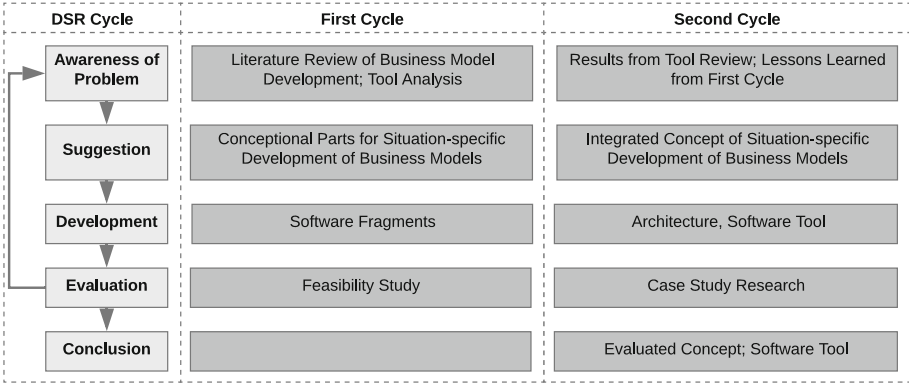 DSR Cycle
First Cycle
Second Cycle
Awareness of
Problem
Literature Review of Business Model
Development; Tool Analysis
Results from Tool Review; Lessons Learned
from First Cycle
Suggestion
Conceptional Parts for Situation-specific
Development of Business Models
Integrated Concept of Situation-specific
Development of Business Models
Development
Software Fragments
Architecture, Software Tool
Evaluation
Feasibility Study
Case Study Research
Conclusion
Evaluated Concept; Software Tool